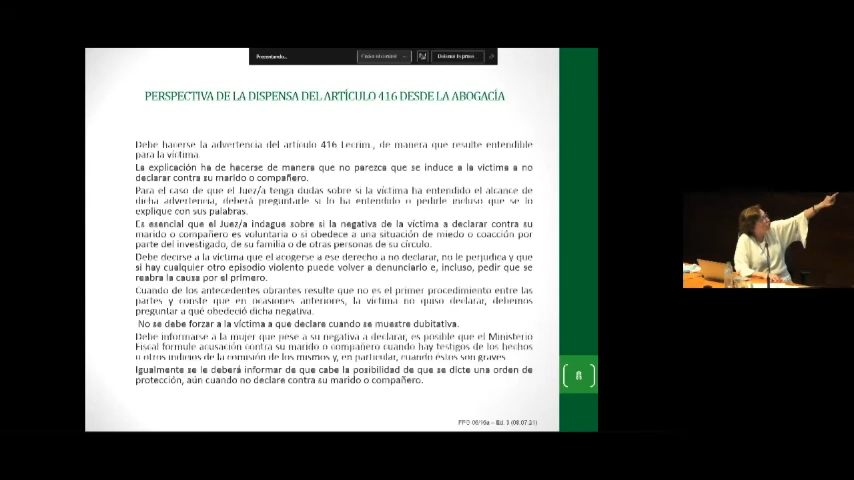 Presentando...
PERSPECTIVA DE LA DISPENSA DEL ARTÍCULO 416 DESDE LA ABOGACÍA
Debe hacerse la advertencia del artículo 416 Lecrim., de manera que resulte entendible
para la víctima.
La explicación ha de hacerse de manera que no parezca que se induce a la víctima a no
declarar contra su marido o compañero.
Para el caso de que el Juez/a tenga dudas sobre si la víctima ha entendido el alcance de
dicha advertencia, deberá preguntarle si lo ha entendido o pedirle incluso que se lo
explique con sus palabras.
Es esencial que el Juez/a indague sobre si la negativa de la víctima a declarar contra su
marido o compañero es voluntaria o si obedece a una situación de miedo o coacción por
parte del investigado, de su familia o de otras personas de su círculo.
Debe decirse a la víctima que el acogerse a ese derecho a no declarar, no le perjudica y que
si hay cualquier otro episodio violento puede volver a denunciarlo e, incluso, pedir que se
reabra la causa por el primero.
Cuando de los antecedentes obrantes resulte que no es el primer procedimiento entre las
partes y conste que en ocasiones anteriores, la víctima no quiso declarar, debemos
preguntar a qué obedeció dicha negativa.
No se debe forzar a la víctima a que declare cuando se muestre dubitativa.
Debe informarse a la mujer que pese a su negativa a declarar, es posible que el Ministerio
Fiscal formule acusación contra su marido o compañero cuando hay testigos de los hechos
u otros indicios de la comisión de los mismos y, en particular, cuando éstos son graves.
Igualmente se le deberá informar de que cabe la posibilidad de que se dicte una orden de
protección, aún cuando no declare contra su marido o compañero.
8
Ed. 3 (08.07.21)